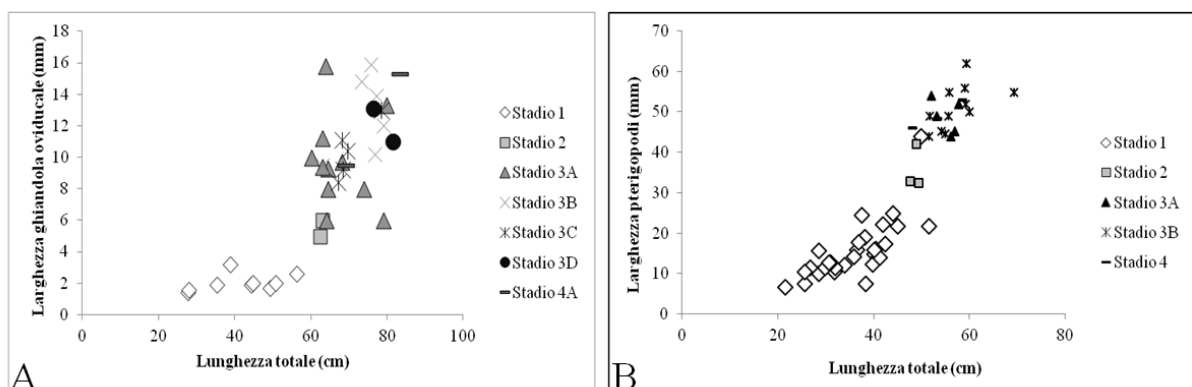 Larghezza ghiandola oviducale (mm)
18
16
14
12
10
8
6
4
2
0
0 20 40 60 80 100
Lunghezza totale (cm)
Stadio 1
Stadio 2
Stadio 3A
Stadio 3B
Stadio 3C
Stadio 3D
Stadio 4A
A
Larghezza pterigopodi (mm)
70
60
50
40
30
20
10
0
0 20 40 60 80
Lunghezza totale (cm)
Stadio 1
Stadio 2
Stadio 3A
Stadio 3B
Stadio 4
B